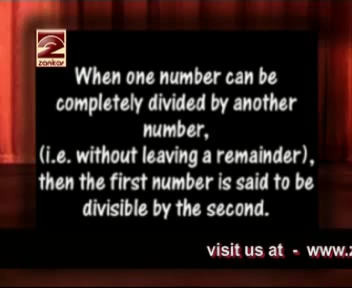 zankar
When one number can be
completely divided by another
number,
(i.e. without leaving a remainder),
then the first number is said to be
divisible by the second.
visit us at - www.z